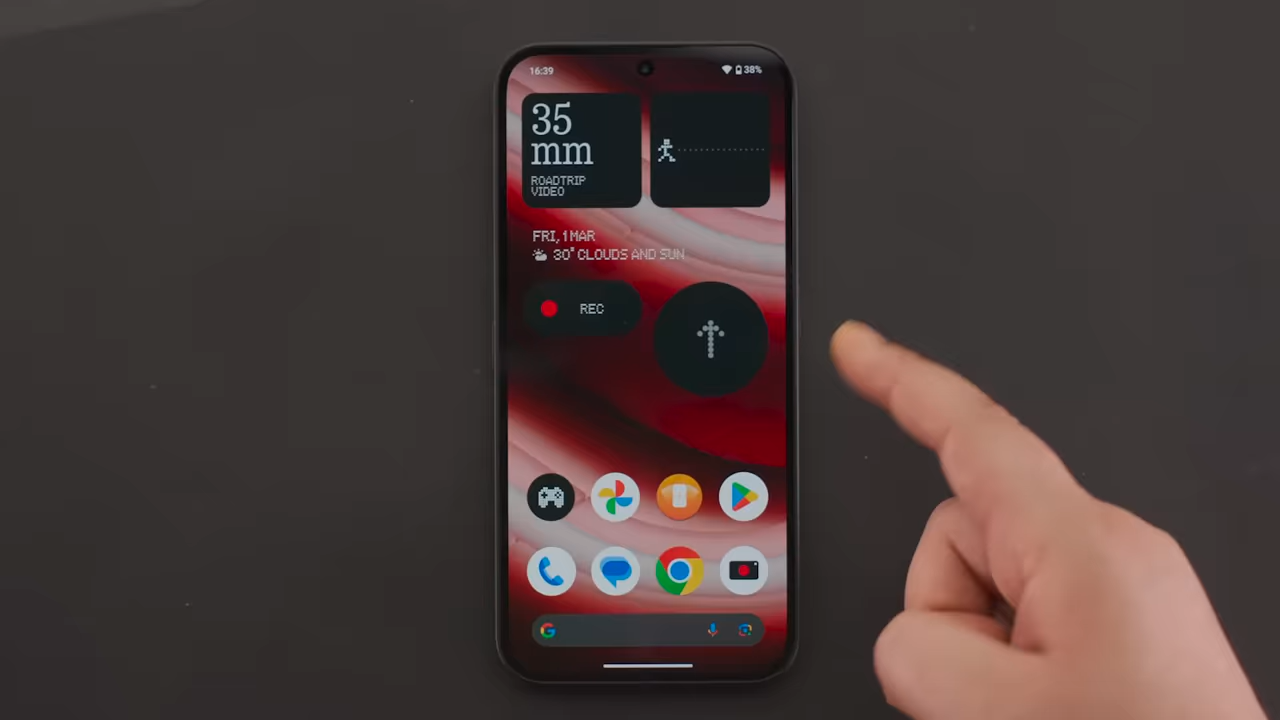 16:39
38%
35
mm
ROADTRIP
VIDEO
FRI, 1 MAR
30° CLOUDS AND SUN
REC